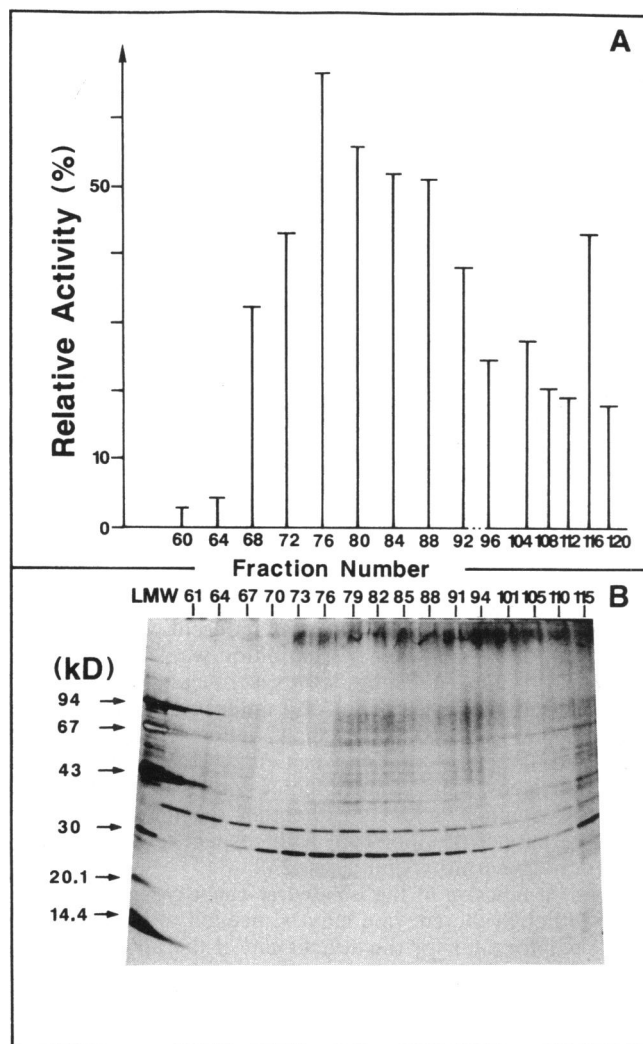 A
Relative Activity (%)
50
10
0
60 64 68 72 76 80 84 88 92 ·· 96 104 108 112 116 120
Fraction Number
B
LMW 61 64 67 70 73 76 79 82 85 88 91 94 101 105 110 115
(kD)
94
67
43
30
20.1
14.4